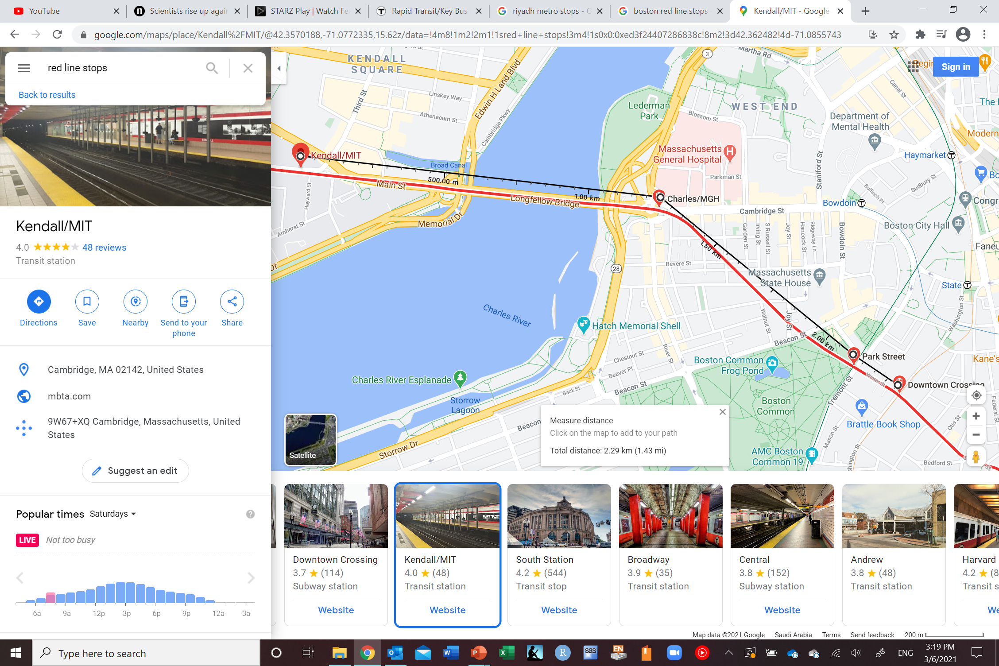 YouTube
Scientists rise up agair
STARZ Play | Watch Fe
Rapid Transit/Key Bus
riyadh metro stops - G
boston red line stops
Kendall/MIT - Google
google.com/maps/place/Kendall%2FMIT/@42.3570188,-71.0772335,15.62z/data=!4m8!1m2!2m1!1sred+line+stops!3m4!1s0x0:0xed3f24407286838c!8m2!3d42.362482!4d-71.0855743
red line stops
Back to results
Kendall/MIT
4.0
48 reviews
Transit station
Directions
Save
Nearby
Send to your
phone
Share
Cambridge, MA 02142, United States
mbta.com
9W67+XQ Cambridge, Massachusetts, United
States
Suggest an edit
Popular times
Saturdays
LIVE
Not too busy
6a
9a
12p
3p
6p
9p
12a
3a
KENDALL
SQUARE
Third St
Linskey Way
Athenaeum St
Edwin H Land Blvd
Cambridge Pkwy
Martha Rd
3
Sign in
Canal St
Lederman
Park
WEST END
Blossom St
Department of
Mental Health
Modern
Massachusetts
General Hospital
H
Haymarket
T
Kendall/MIT
Broad Canal
500.00 m
Main St
Longfellow Bridge
1.00 km
Charles/MGH
Parkman St
Staniford St
Bulfinch Pl
Sudbury St
Bowdoin
T
Cambridge St
Hayward St
Amherst St
Memorial Dr
Boston City Hall
Garden St
Irving St
S Russell St
Joy St
Hancock St
Ridgeway Ln
Bowdoin St
1.50 km
28
Revere St
Massachusetts
State House
State
T
Washington St
Charles River
Hatch Memorial Shell
Walnut St
Joy St
Beacon St
2.00 km
Park Street
River St
Chestnut St
Beaver Pl
Boston Common
Frog Pond
Kane's
Winter St
Downtown Crossing
Charles River Esplanade
Back St
Beacon St
Tremont St
Storrow
Lagoon
Boston
Common
Brattle Book Shop
Otis St
Federal St
Mason St
Beacon
Storrow Dr
AMC Boston
Common 19
Bedford St
Satellite
Measure distance
Click on the map to add to your path
Total distance: 2.29 km (1.43 mi)
Downtown Crossing
3.7
(114)
Subway station
Website
Kendall/MIT
4.0
(48)
Transit station
Website
South Station
4.2
(544)
Transit stop
Website
Broadway
3.9
(35)
Transit station
Central
3.8
(152)
Subway station
Website
Andrew
3.8
(48)
Transit station
Harvard
4.2
(8
Transit s
We
Map data ©2021 Google
Saudi Arabia
Terms
Send feedback
200 m
Type here to search
ENG
3:19 PM
3/6/2021